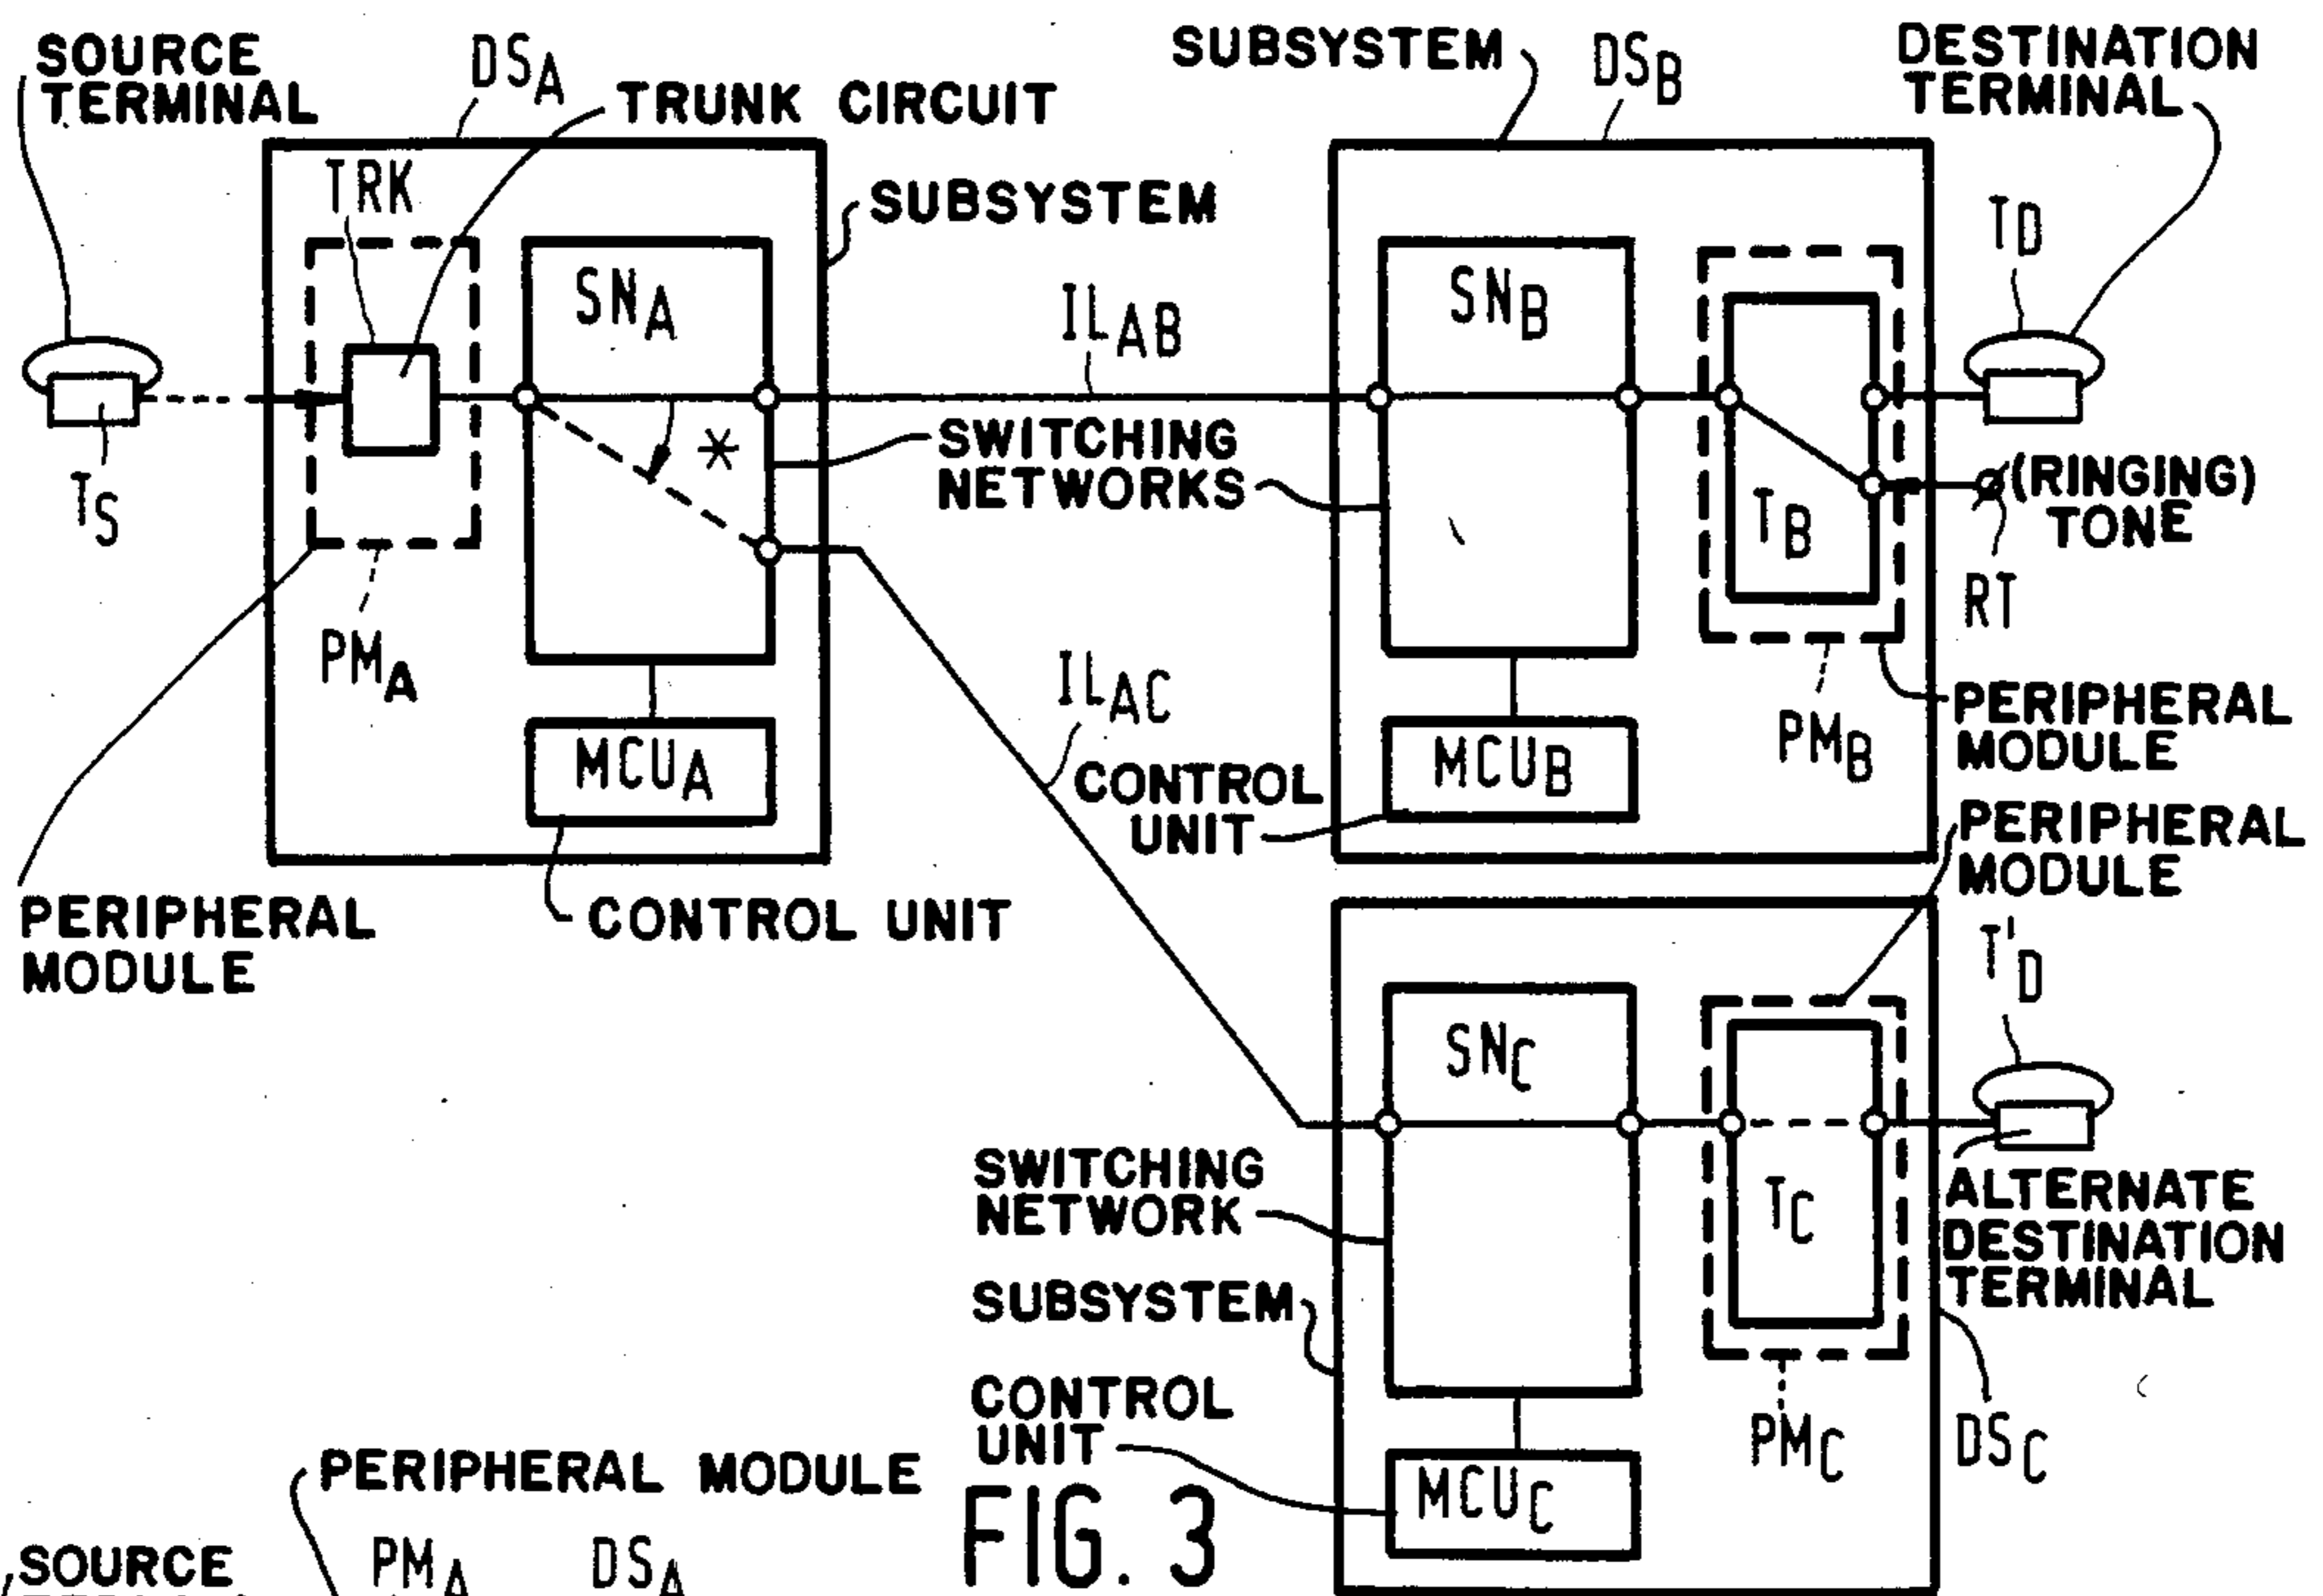 SOURCE
TERMINAL
DSA
TRUNK CIRCUIT
SUBSYSTEM
DSB
DESTINATION
TERMINAL
TRK
SUBSYSTEM
SNA
ILAB
SNB
TD
TS
*
SWITCHING
NETWORKS
TB
(RINGING)
TONE
RT
PMA
ILAC
MCUA
CONTROL
UNIT
MCUB
PMB
PERIPHERAL
MODULE
PERIPHERAL
MODULE
PERIPHERAL
MODULE
CONTROL UNIT
T'D
SNC
SWITCHING
NETWORK
TC
ALTERNATE
DESTINATION
TERMINAL
SUBSYSTEM
CONTROL
UNIT
PMC
DSC
MCUC
PERIPHERAL MODULE
FIG. 3
SOURCE
PMA
DSA